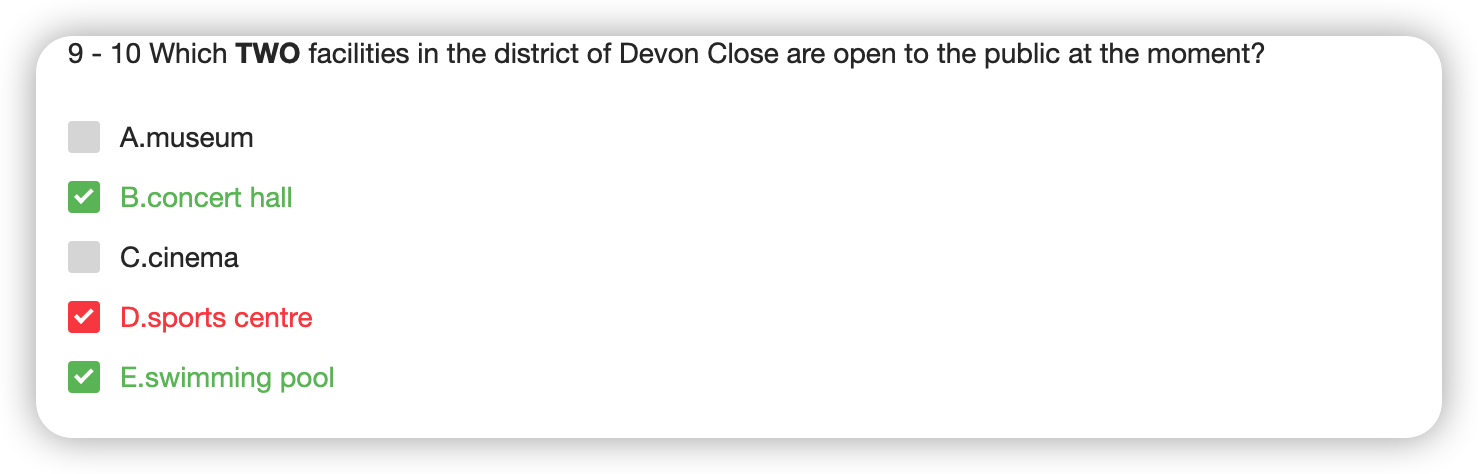 9 - 10 Which TWO facilities in the district of Devon Close are open to the public at the moment?
A.museum
B.concert hall
C.cinema
D.sports centre
E.swimming pool